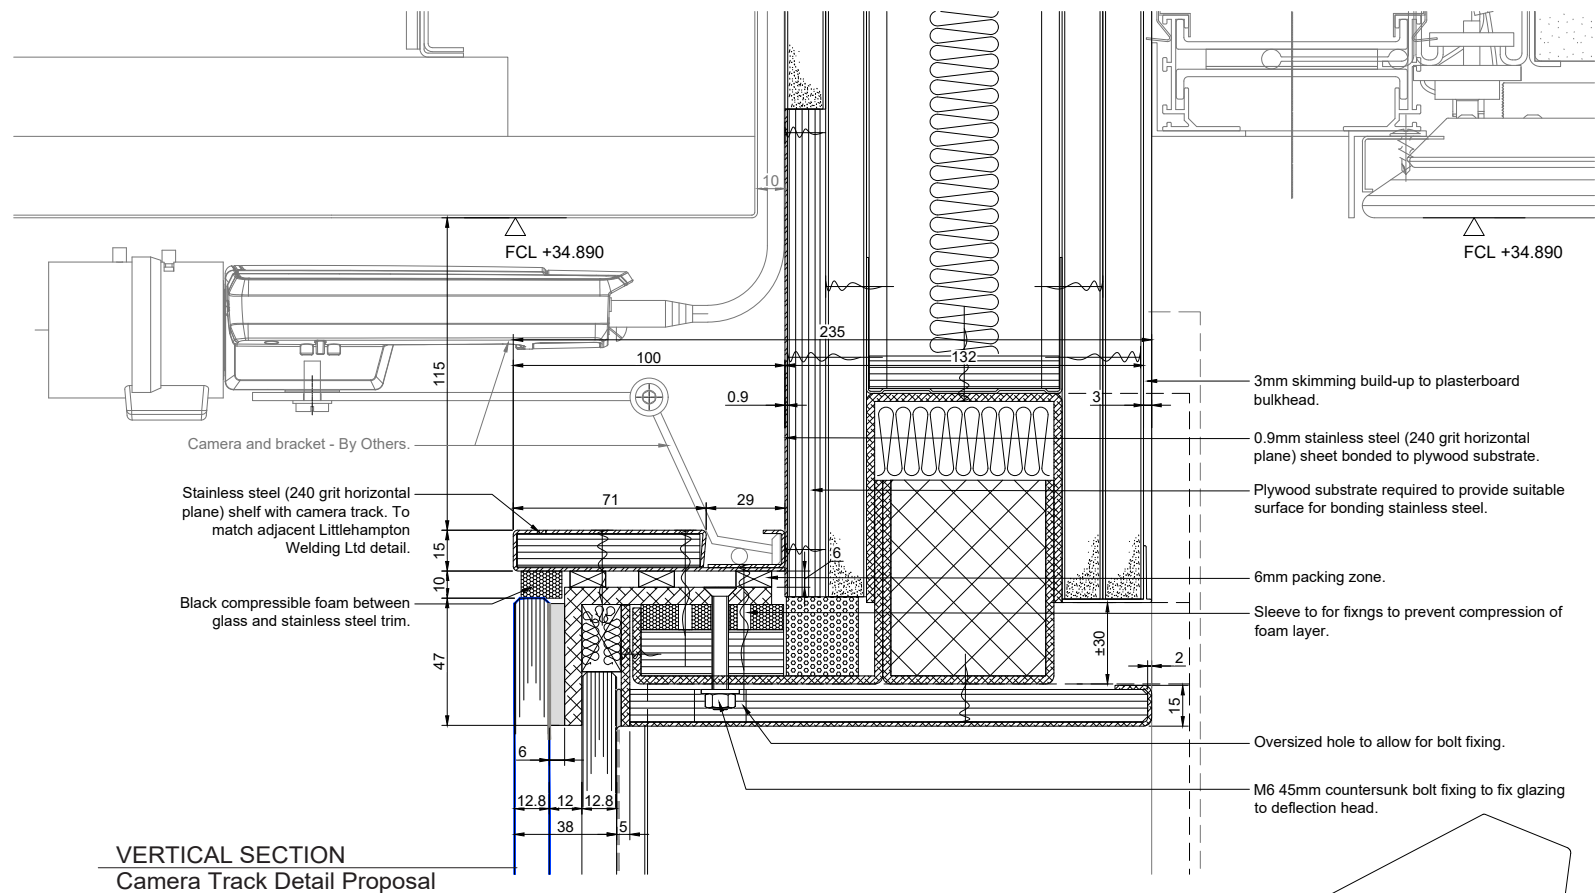 10
FCL +34.890
FCL +34.890
115
235
100
132
0.9
3
3mm skimming build-up to plasterboard
bulkhead.
Camera and bracket - By Others.
0.9mm stainless steel (240 grit horizontal
plane) sheet bonded to plywood substrate.
Stainless steel (240 grit horizontal
plane) shelf with camera track. To
match adjacent Littlehampton
Welding Ltd detail.
71
29
Plywood substrate required to provide suitable
surface for bonding stainless steel.
15
6
10
6mm packing zone.
Black compressible foam between
glass and stainless steel trim.
Sleeve to for fixngs to prevent compression of
foam layer.
47
±30
2
15
6
Oversized hole to allow for bolt fixing.
12.8
12
12.8
M6 45mm countersunk bolt fixing to fix glazing
to deflection head.
38
5
VERTICAL SECTION
Camera Track Detail Proposal